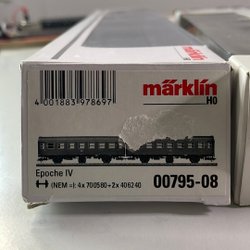 märklin
H0
4 001883 978697
Epoche IV
(NEM =): 4x 700580 + 2x 406240
00795-08